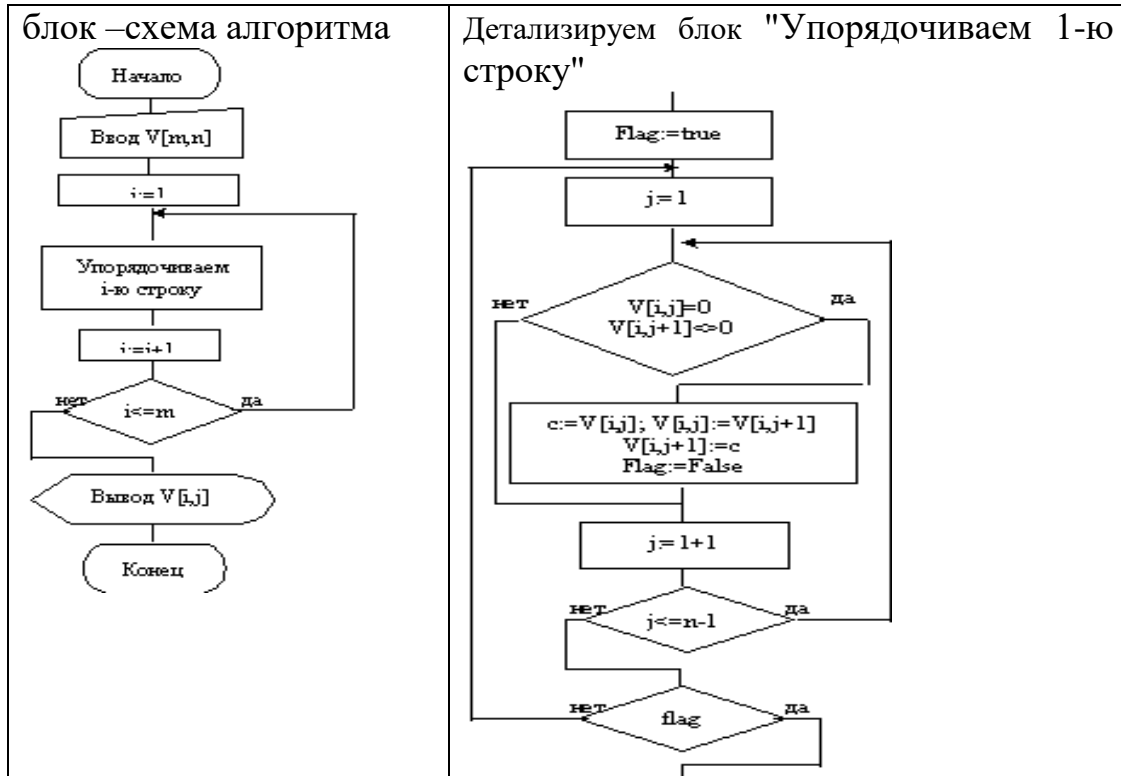 блок –схема алгоритма
Начало
Ввод V[m,n]
i:=1
Упорядочиваем
i-ю строку
i:=i+1
нет
да
i<=m
Вывод V[i,j]
Конец
Детализируем блок "Упорядочиваем 1-ю
строку"
Flag:=true
j:= 1
нет
да
V[i,j]=0
V[i,j+1]<>0
c:=V[i,j]; V[i,j]:=V[i,j+1]
V[i,j+1]:=c
Flag:=False
j:= 1+1
нет
да
j<=n-1
нет
да
flag